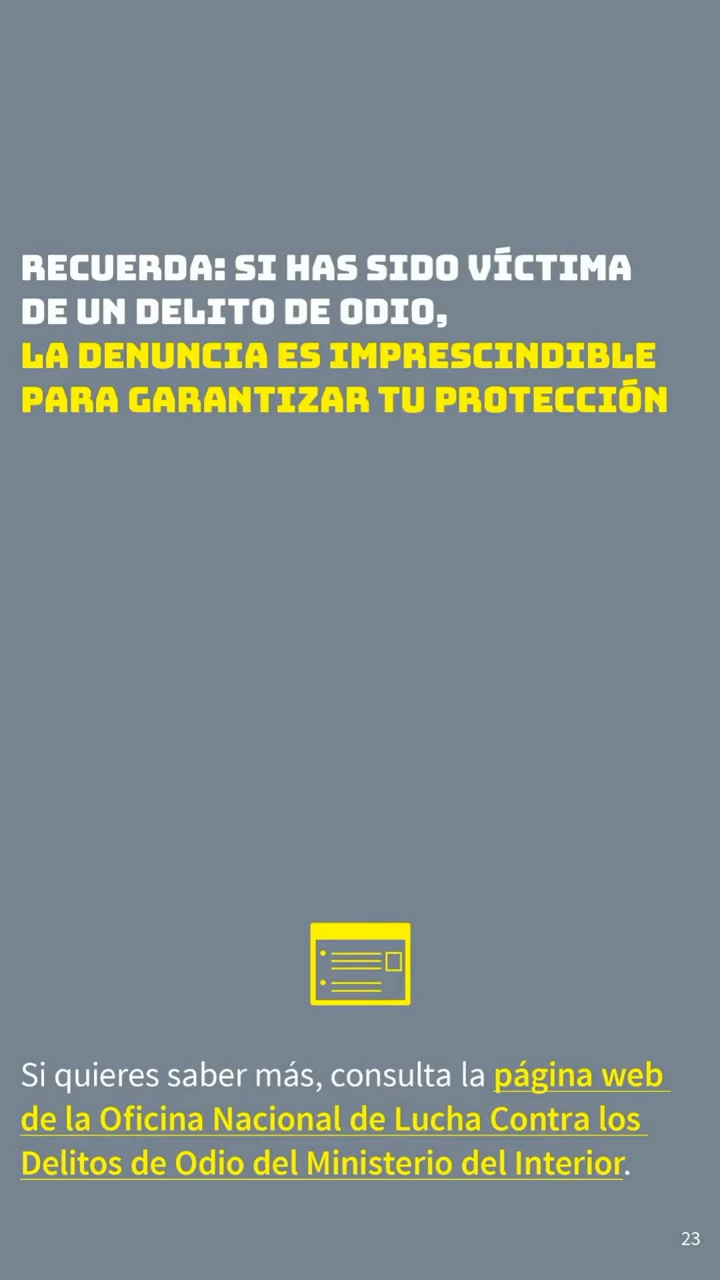 RECUERDA: SI HAS SIDO VÍCTIMA
DE UN DELITO DE ODIO,
LA DENUNCIA ES IMPRESCINDIBLE
PARA GARANTIZAR TU PROTECCIÓN
Si quieres saber más, consulta la página web
de la Oficina Nacional de Lucha Contra los
Delitos de Odio del Ministerio del Interior.
23